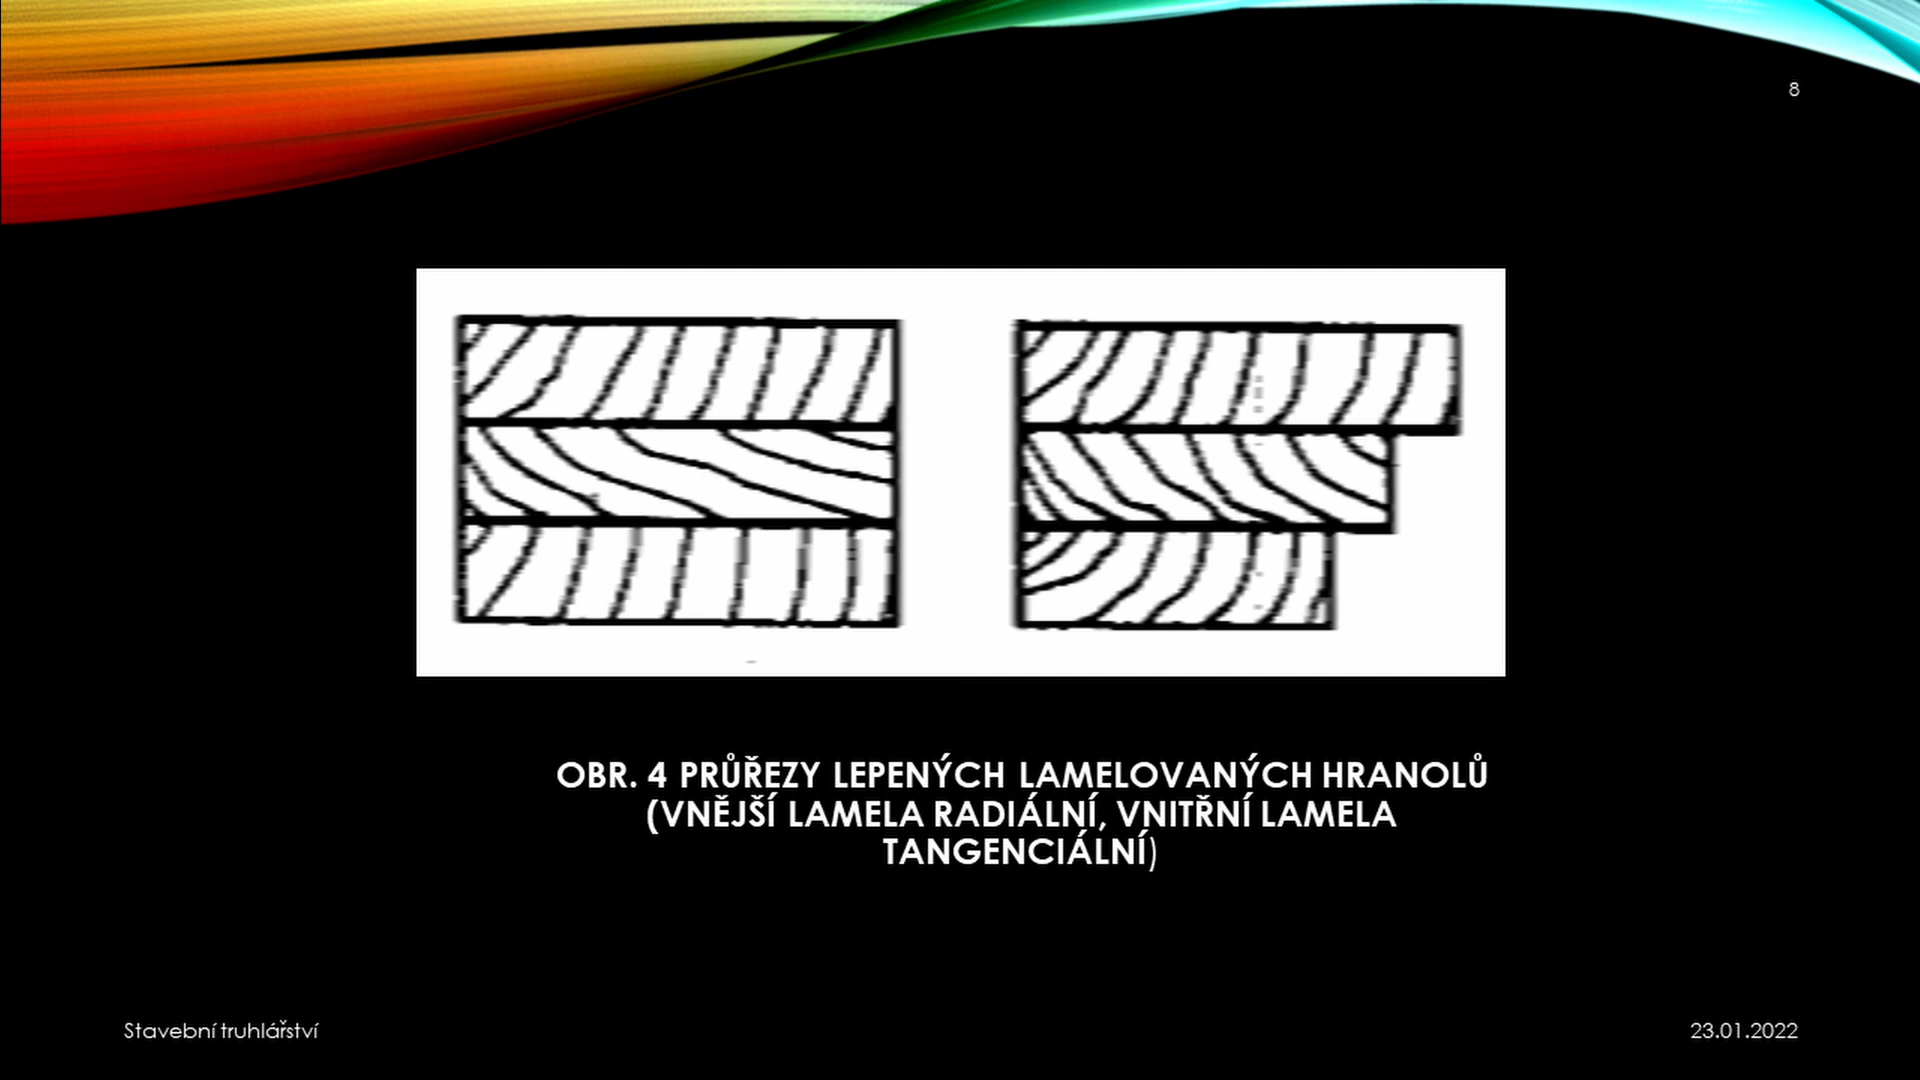 8
OBR. 4 PRŮŘEZY LEPENÝCH LAMELOVANÝCH HRANOLŮ
(VNĚJŠÍ LAMELA RADIÁLNÍ, VNITŘNÍ LAMELA
TANGENCIÁLNÍ)
Stavební truhlářství
23.01.2022